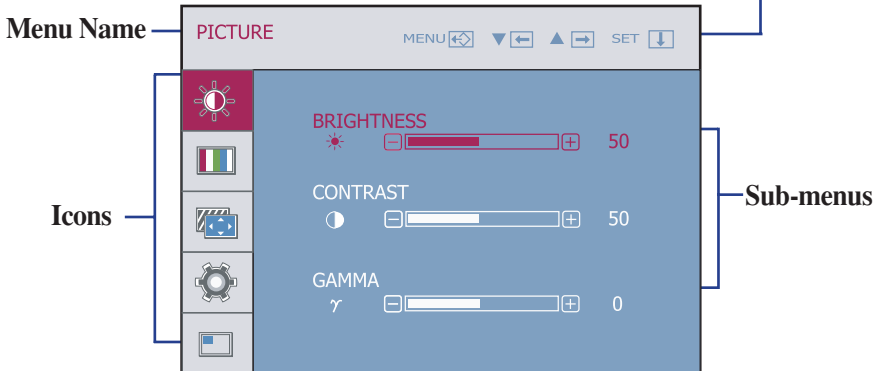 Menu Name
PICTURE
MENU ▼ ▲ SET
BRIGHTNESS
50
CONTRAST
50
Icons
Sub-menus
GAMMA
γ 0